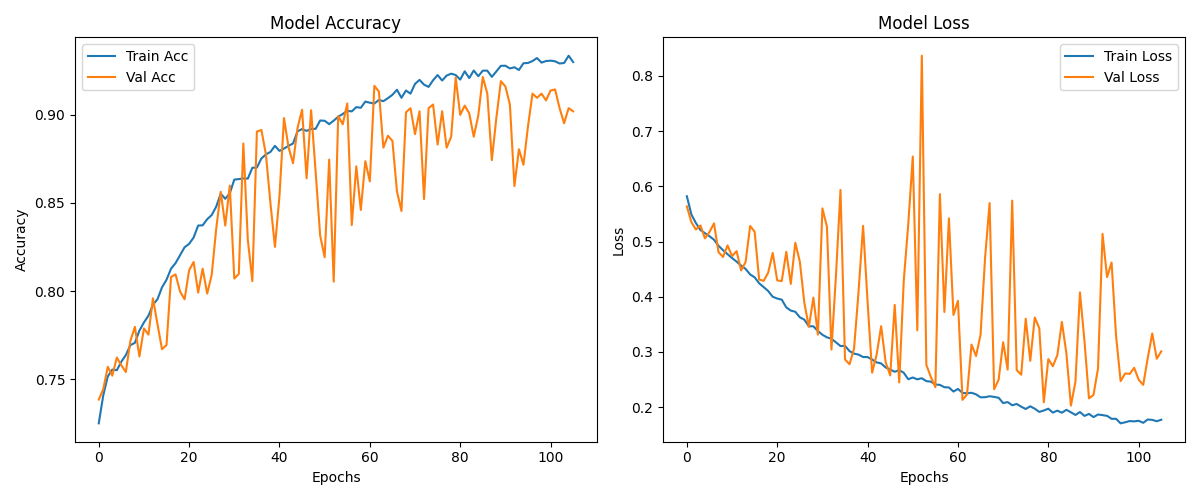 Model Accuracy
Train Acc
Val Acc
0.90
0.85
0.80
0.75
Accuracy
0 20 40 60 80 100
Epochs
Model Loss
Train Loss
Val Loss
0.8
0.7
0.6
0.5
0.4
0.3
0.2
Loss
0 20 40 60 80 100
Epochs